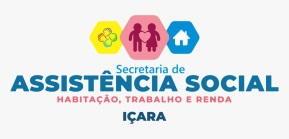 Secretaria de
ASSISTÊNCIA SOCIAL
HABITAÇÃO, TRABALHO E RENDA
IÇARA